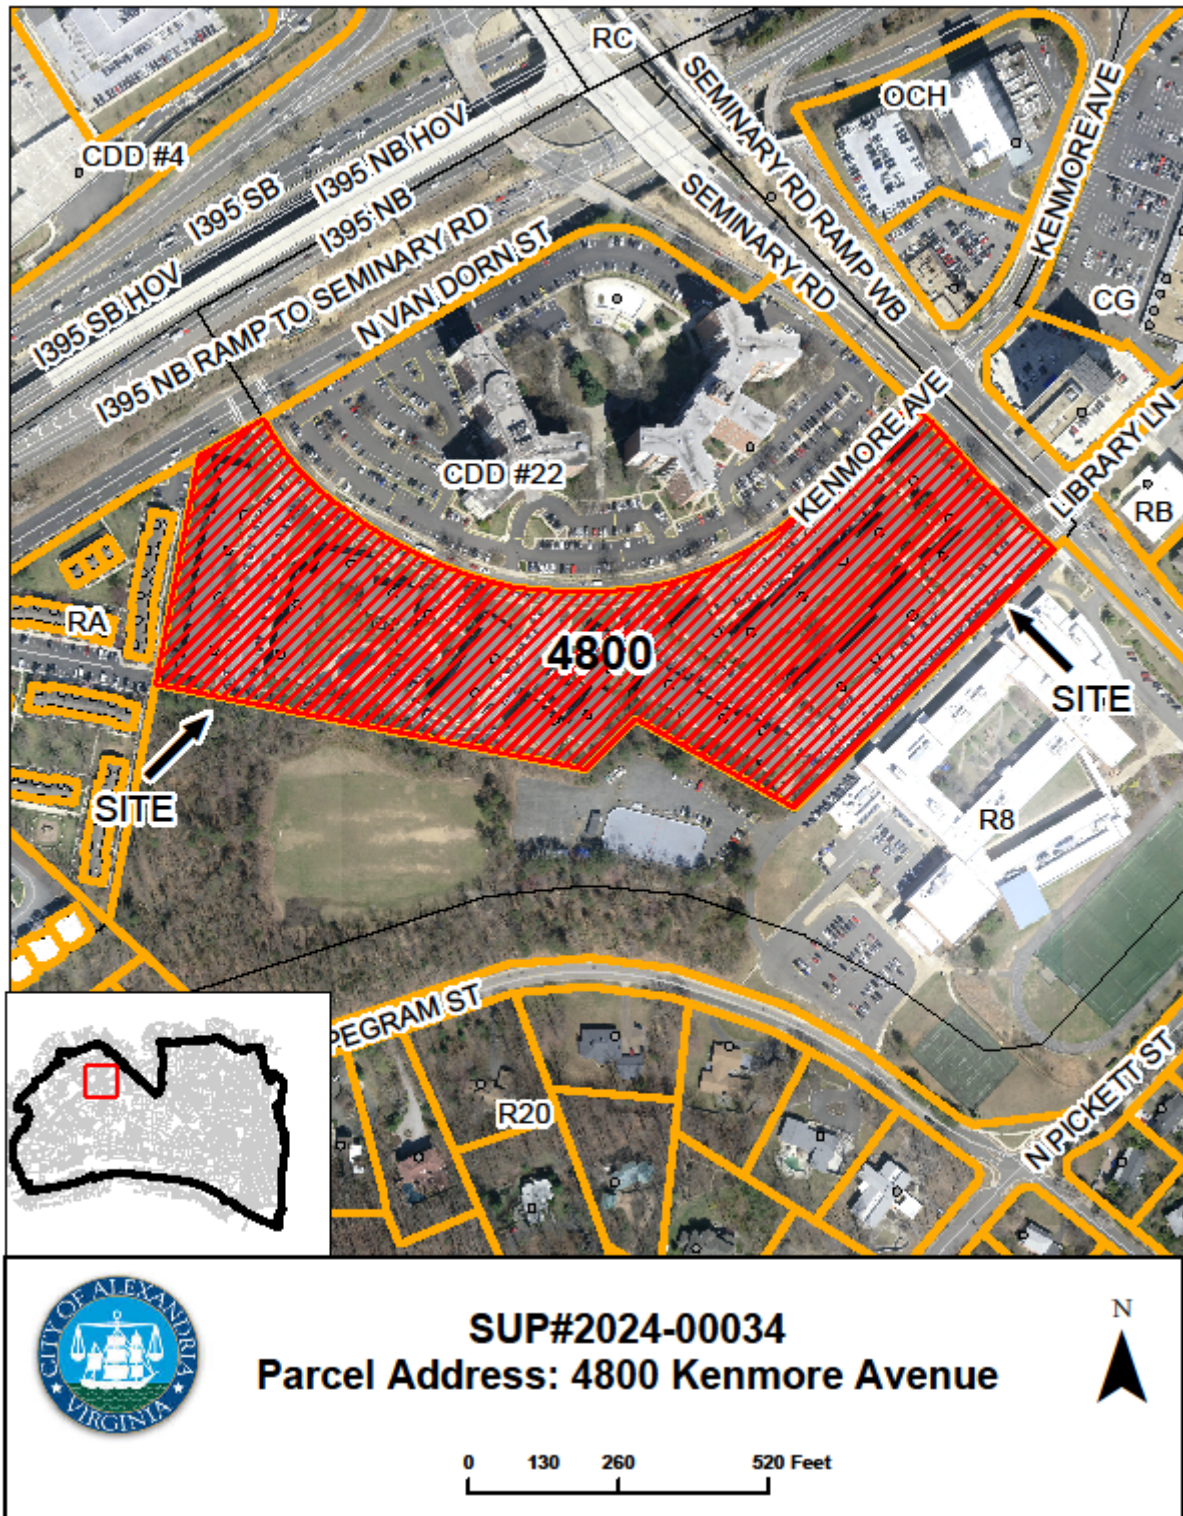 RC
SEMINARY RD RAMP WB
OCH
KENMORE AVE
CDD #4
I395 SB
I395 NB HOV
I395 NB
I395 SB HOV
I395 NB RAMP TO SEMINARY RD
N VAN DORN ST
SEMINARY RD
CG
KENMORE AVE
LIBRARY LN
CDD #22
RB
RA
4800
SITE
SITE
R8
PEGRAM ST
R20
N PICKETT ST
CITY OF ALEXANDRIA
VIRGINIA
SUP#2024-00034
Parcel Address: 4800 Kenmore Avenue
N
0 130 260 520 Feet